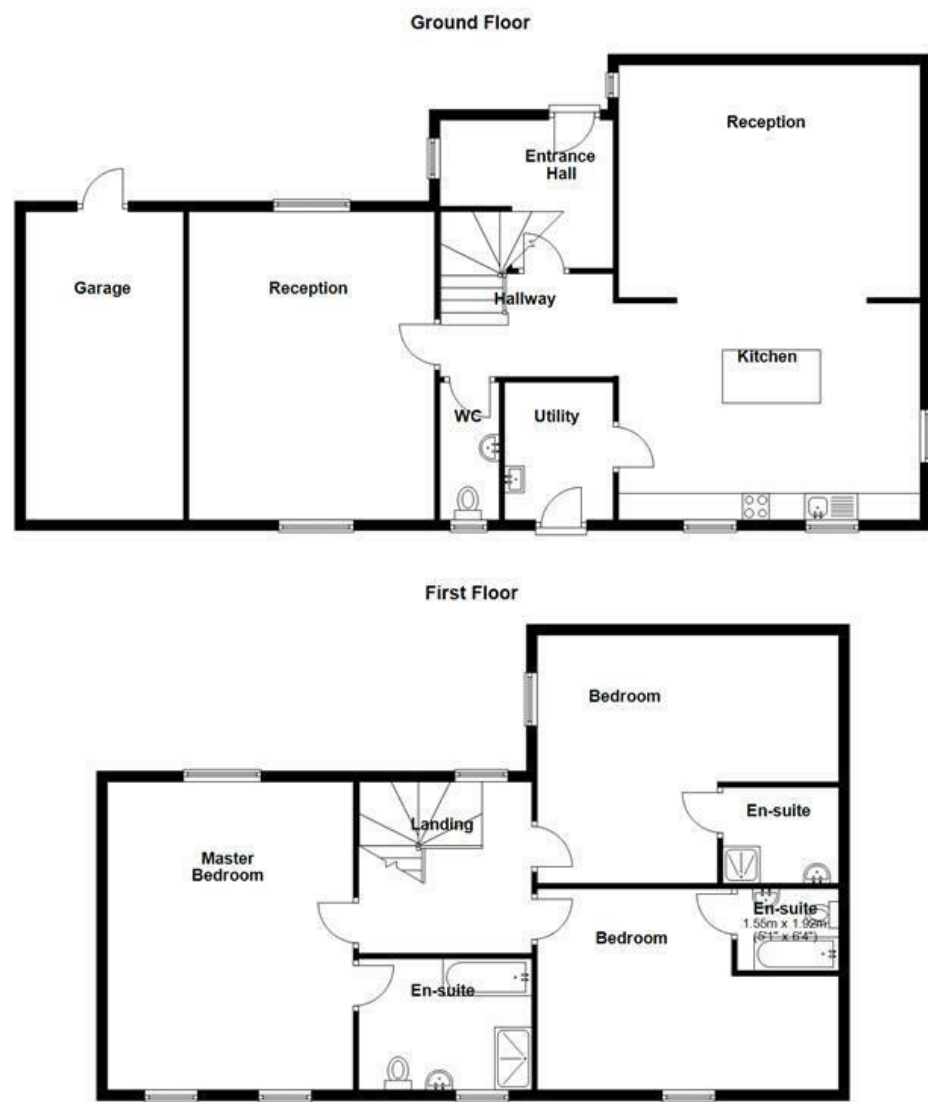 Ground Floor
Reception
Entrance
Hall
Garage
Reception
Hallway
Kitchen
WC
Utility
First Floor
Bedroom
Landing
En-suite
Master
Bedroom
En-suite
1.55m x 1.92m
(5'1" x 6'4")
Bedroom
En-suite